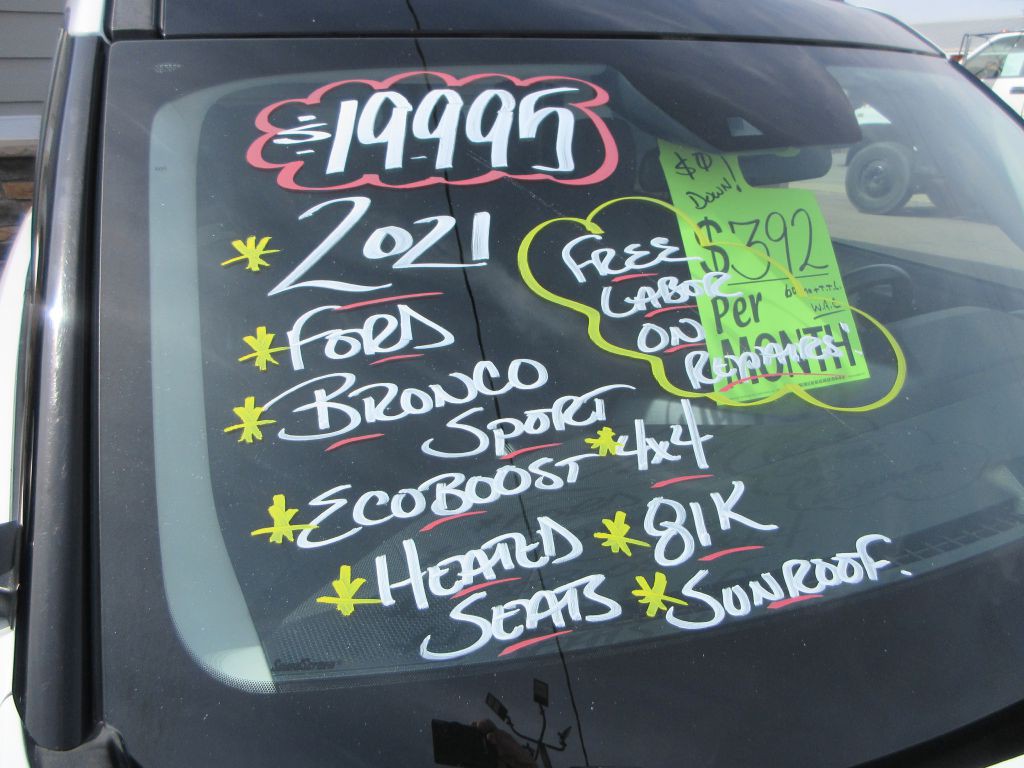 $19995
* 2021
* FORD
* BRONCO
SPORT
* ECOBOOST * 4x4
* HEATED
SEATS
* 81K
* SUNROOF.
FREE
LABOR
ON
REPAIRS!
$0
DOWN!
$392
Per
MONTH
W.A.C